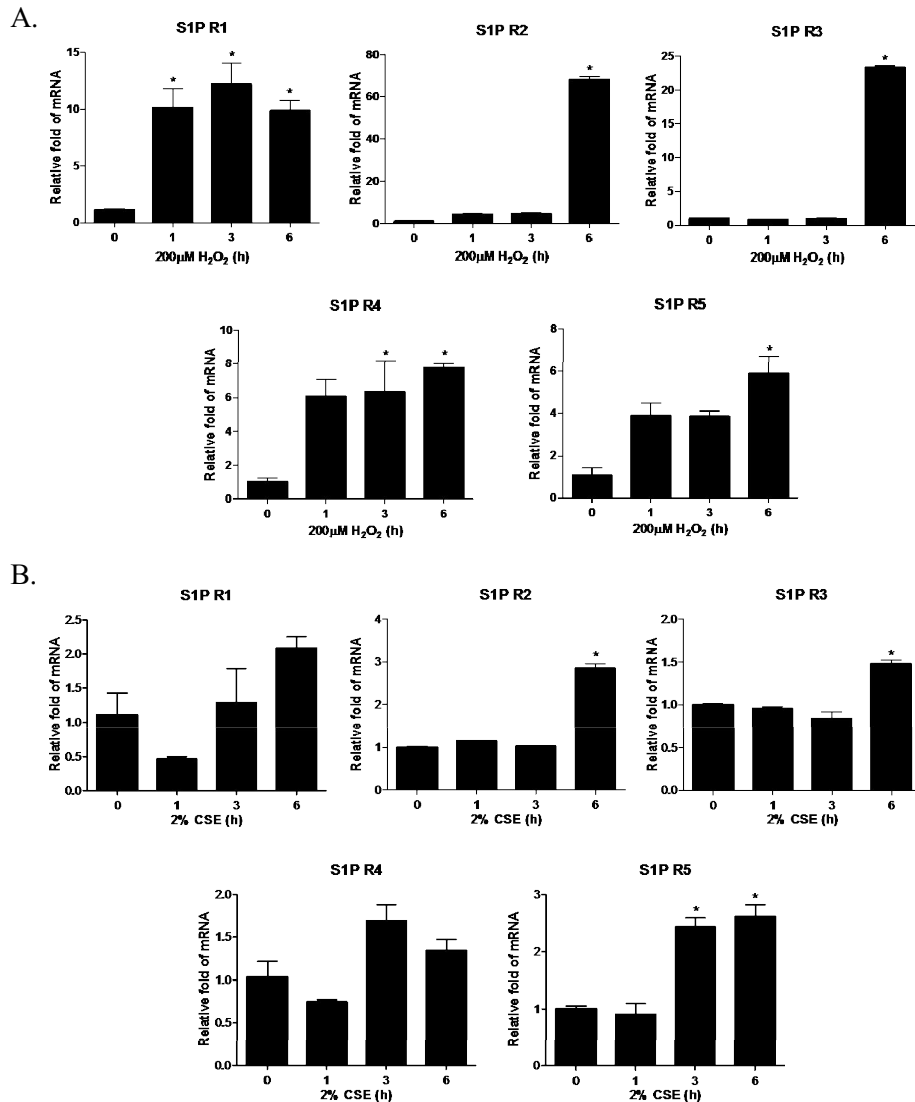 A.
S1P R1
Relative fold of mRNA
15
10
5
0
*
*
*
0 1 3 6
200μM H₂O₂ (h)
S1P R2
Relative fold of mRNA
80
60
40
20
0
*
0 1 3 6
200μM H₂O₂ (h)
S1P R3
Relative fold of mRNA
25
20
15
10
5
0
*
0 1 3 6
200μM H₂O₂ (h)
S1P R4
Relative fold of mRNA
10
8
6
4
2
0
*
*
0 1 3 6
200μM H₂O₂ (h)
S1P R5
Relative fold of mRNA
8
6
4
2
0
*
0 1 3 6
200μM H₂O₂ (h)
B.
S1P R1
Relative fold of mRNA
2.5
2.0
1.5
1.0
0.5
0.0
0 1 3 6
2% CSE (h)
S1P R2
Relative fold of mRNA
4
3
2
1
0
*
0 1 3 6
2% CSE (h)
S1P R3
Relative fold of mRNA
2.0
1.5
1.0
0.5
0.0
*
0 1 3 6
2% CSE (h)
S1P R4
Relative fold of mRNA
2.0
1.5
1.0
0.5
0.0
0 1 3 6
2% CSE (h)
S1P R5
Relative fold of mRNA
3
2
1
0
*
*
0 1 3 6
2% CSE (h)